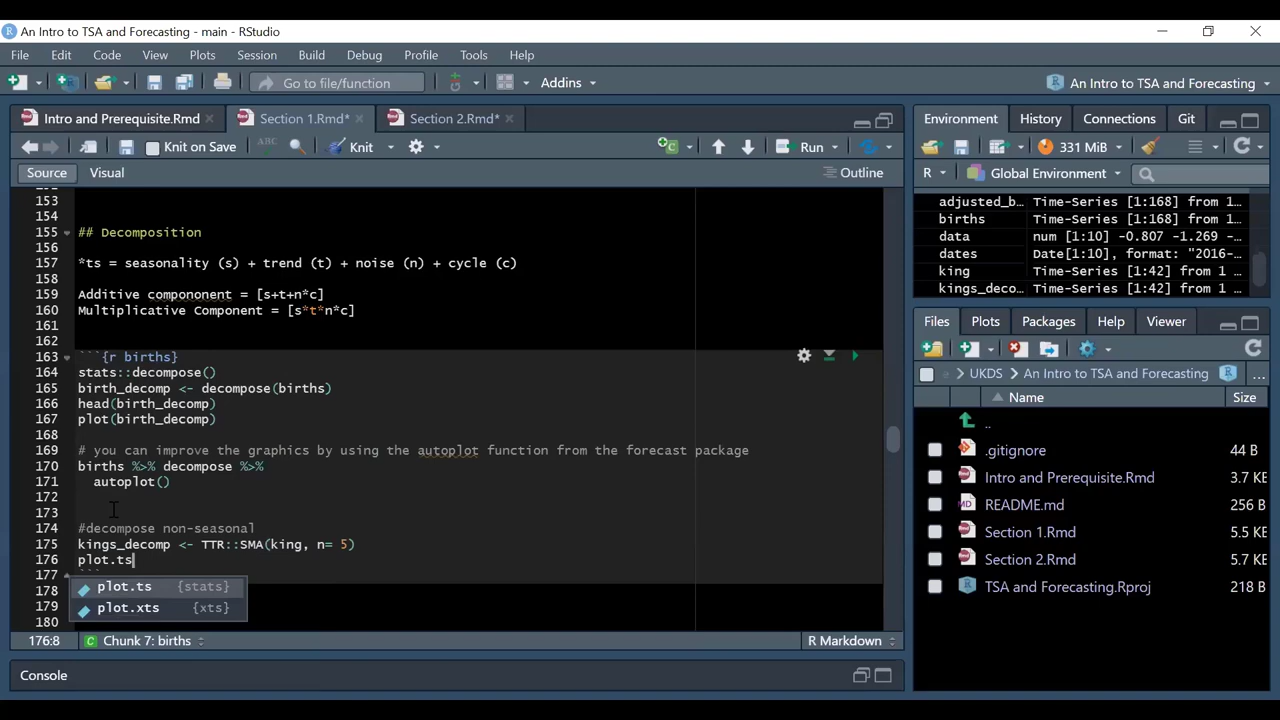 An Intro to TSA and Forecasting - main - RStudio
File Edit Code View Plots Session Build Debug Profile Tools Help
Go to file/function Addins An Intro to TSA and Forecasting
Intro and Prerequisite.Rmd Section 1.Rmd* Section 2.Rmd*
Knit on Save ABC Knit Run
Source Visual Outline
153
154
155 ## Decomposition
156
157 *ts = seasonality (s) + trend (t) + noise (n) + cycle (c)
158
159 Additive compononent = [s+t+n*c]
160 Multiplicative Component = [s*t*n*c]
161
162
163 ```{r births}
164 stats::decompose()
165 birth_decomp <- decompose(births)
166 head(birth_decomp)
167 plot(birth_decomp)
168
169 # you can improve the graphics by using the autoplot function from the forecast package
170 births %>% decompose %>%
171 autoplot()
172
173
174 #decompose non-seasonal
175 kings_decomp <- TTR::SMA(king, n= 5)
176 plot.ts
177 ```
178
179
180
plot.ts {stats}
plot.xts {xts}
176:8 Chunk 7: births R Markdown
Console
Environment History Connections Git
331 MiB
R Global Environment
adjusted_b... Time-Series [1:168] from 1...
births Time-Series [1:168] from 1...
data num [1:10] -0.807 -1.269 -...
dates Date[1:10], format: "2016-...
king Time-Series [1:42] from 1 ...
kings_deco... Time-Series [1:42] from 1 ...
Files Plots Packages Help Viewer
UKDS An Intro to TSA and Forecasting ...
Name Size
..
.gitignore 44 B
Intro and Prerequisite.Rmd 3.7 KE
README.md 256 B
Section 1.Rmd 5.5 KE
Section 2.Rmd 5.7 KE
TSA and Forecasting.Rproj 218 B